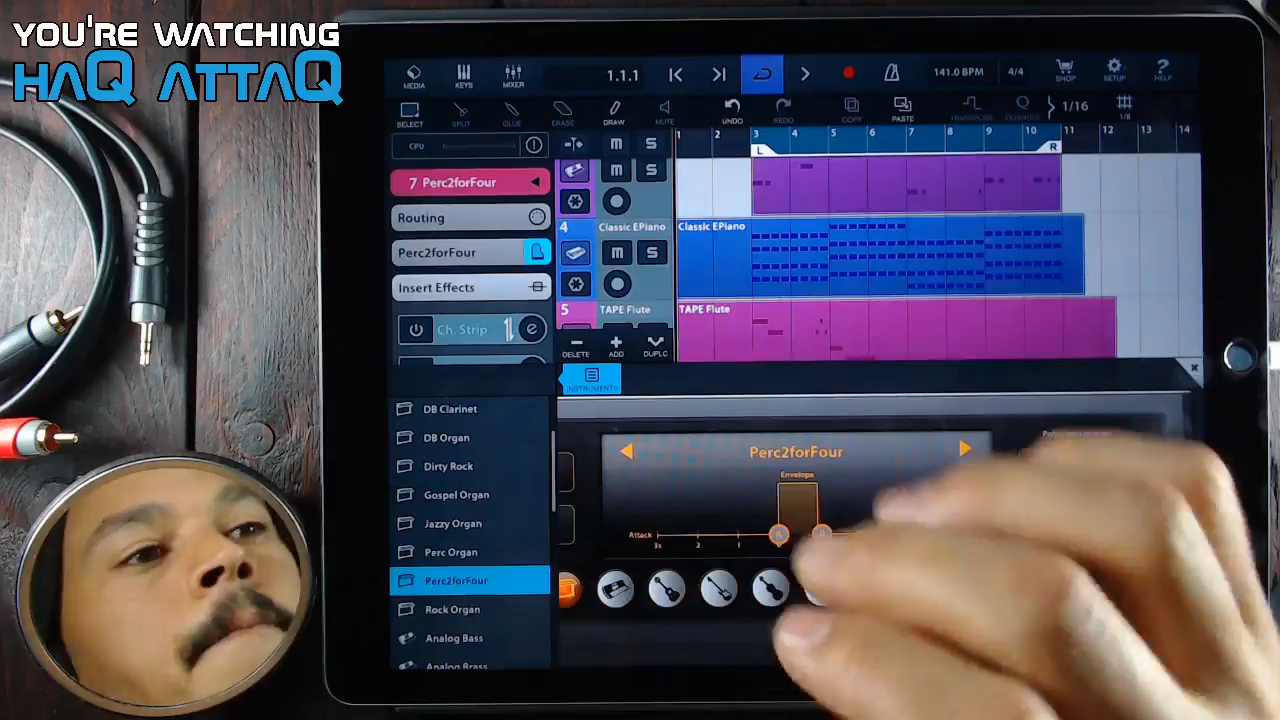 YOU'RE WATCHING
HAQ ATTAQ
MEDIA
KEYS
MIXER
1.1.1
141.0 BPM
4/4
SHOP
SETUP
HELP
SELECT
SPLIT
GLUE
ERASE
DRAW
MUTE
UNDO
REDO
COPY
PASTE
1/16
1/8
CPU
m S
1 2 3 4 5 6 7 8 9 10 11 12 13 14
L R
7 Perc2forFour
m S
Routing
4 Classic EPiano
Classic EPiano
Perc2forFour
m S
Insert Effects
5 TAPE Flute
TAPE Flute
Ch. Strip
e
DELETE
ADD
DUPLC
INSTRUMENTS
DB Clarinet
DB Organ
Dirty Rock
Gospel Organ
Jazzy Organ
Perc Organ
Perc2forFour
Rock Organ
Analog Bass
Analog Brass
Perc2forFour
Envelope
Attack
3s 2 1
A
R